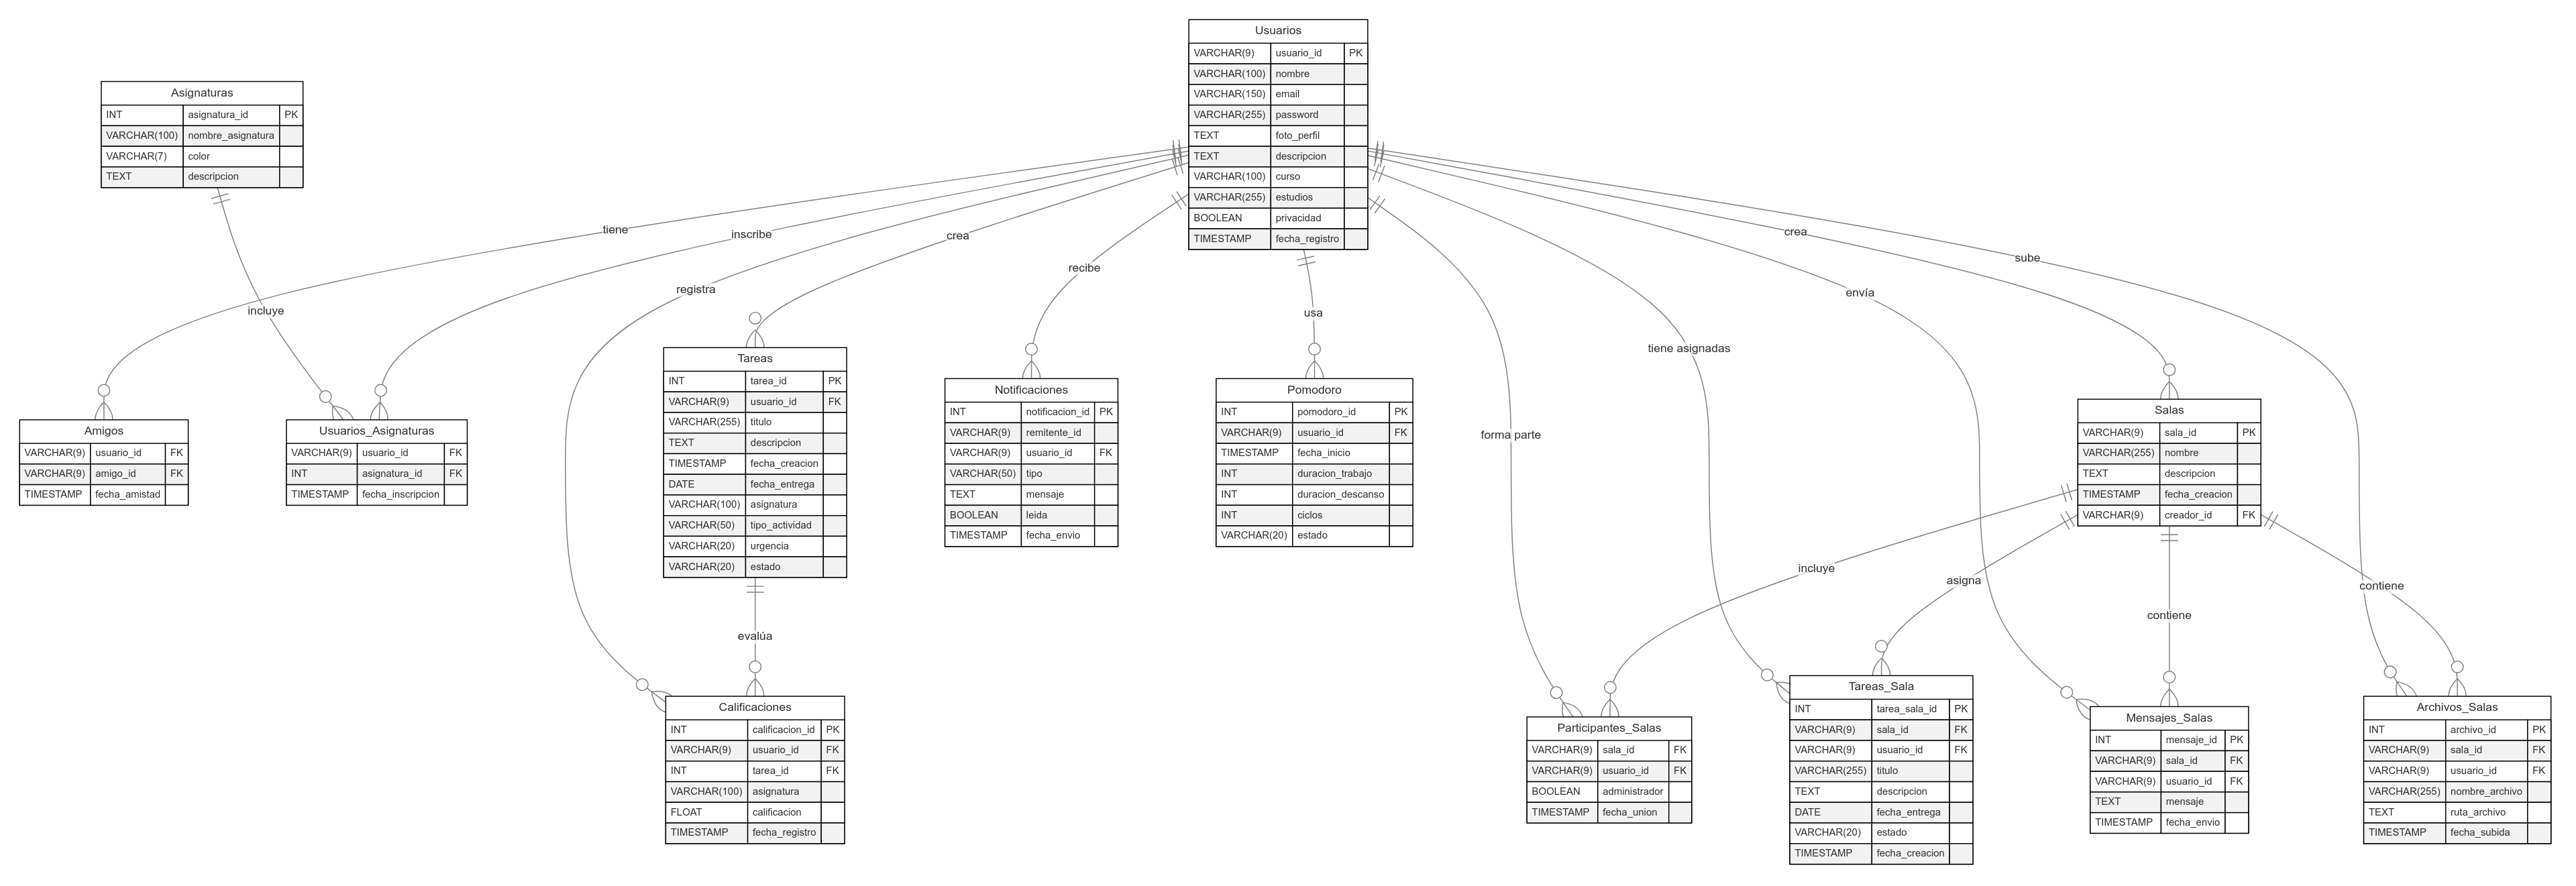 Usuarios
VARCHAR(9) usuario_id PK
VARCHAR(100) nombre
VARCHAR(150) email
VARCHAR(255) password
TEXT foto_perfil
TEXT descripcion
VARCHAR(100) curso
VARCHAR(255) estudios
BOOLEAN privacidad
TIMESTAMP fecha_registro
Asignaturas
INT asignatura_id PK
VARCHAR(100) nombre_asignatura
VARCHAR(7) color
TEXT descripcion
tiene
inscribe
crea
recibe
registra
incluye
usa
crea
sube
envía
tiene asignadas
forma parte
Amigos
VARCHAR(9) usuario_id FK
VARCHAR(9) amigo_id FK
TIMESTAMP fecha_amistad
Usuarios_Asignaturas
VARCHAR(9) usuario_id FK
INT asignatura_id FK
TIMESTAMP fecha_inscripcion
Tareas
INT tarea_id PK
VARCHAR(9) usuario_id FK
VARCHAR(255) titulo
TEXT descripcion
TIMESTAMP fecha_creacion
DATE fecha_entrega
VARCHAR(100) asignatura
VARCHAR(50) tipo_actividad
VARCHAR(20) urgencia
VARCHAR(20) estado
Notificaciones
INT notificacion_id PK
VARCHAR(9) remitente_id
VARCHAR(9) usuario_id FK
VARCHAR(50) tipo
TEXT mensaje
BOOLEAN leida
TIMESTAMP fecha_envio
Pomodoro
INT pomodoro_id PK
VARCHAR(9) usuario_id FK
TIMESTAMP fecha_inicio
INT duracion_trabajo
INT duracion_descanso
INT ciclos
VARCHAR(20) estado
Salas
VARCHAR(9) sala_id PK
VARCHAR(255) nombre
TEXT descripcion
TIMESTAMP fecha_creacion
VARCHAR(9) creador_id FK
evalúa
incluye
asigna
contiene
contiene
Calificaciones
INT calificacion_id PK
VARCHAR(9) usuario_id FK
INT tarea_id FK
VARCHAR(100) asignatura
FLOAT calificacion
TIMESTAMP fecha_registro
Participantes_Salas
VARCHAR(9) sala_id FK
VARCHAR(9) usuario_id FK
BOOLEAN administrador
TIMESTAMP fecha_union
Tareas_Sala
INT tarea_sala_id PK
VARCHAR(9) sala_id FK
VARCHAR(9) usuario_id FK
VARCHAR(255) titulo
TEXT descripcion
DATE fecha_entrega
VARCHAR(20) estado
TIMESTAMP fecha_creacion
Mensajes_Salas
INT mensaje_id PK
VARCHAR(9) sala_id FK
VARCHAR(9) usuario_id FK
TEXT mensaje
TIMESTAMP fecha_envio
Archivos_Salas
INT archivo_id PK
VARCHAR(9) sala_id FK
VARCHAR(9) usuario_id FK
VARCHAR(255) nombre_archivo
TEXT ruta_archivo
TIMESTAMP fecha_subida